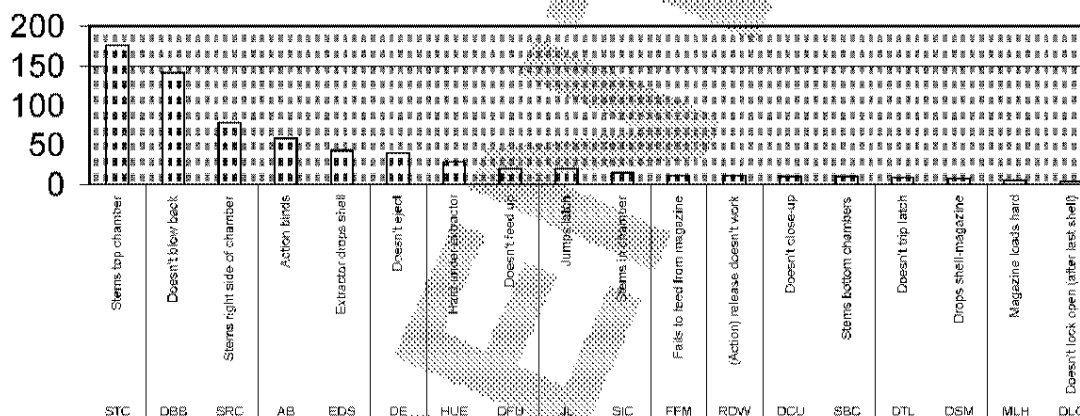 200
150
100
50
0
Stems top chamber
Doesn't blow back
Stems right side of chamber
Action binds
Extractor drops shell
Doesn't eject
Hang under extractor
Doesn't feed up
Jumps latch
Stems in chamber
Fails to feed from magazine
(Action) release doesn't work
Doesn't close-up
Stems bottom chambers
Doesn't trip latch
Drops shell-magazine
Magazine loads hard
Doesn't lock open (after last shell)
STC DBB SRC AB EDS DE HUE DFU JL SIC FFM RDW DCU SBC DTL DSM MLH DLO